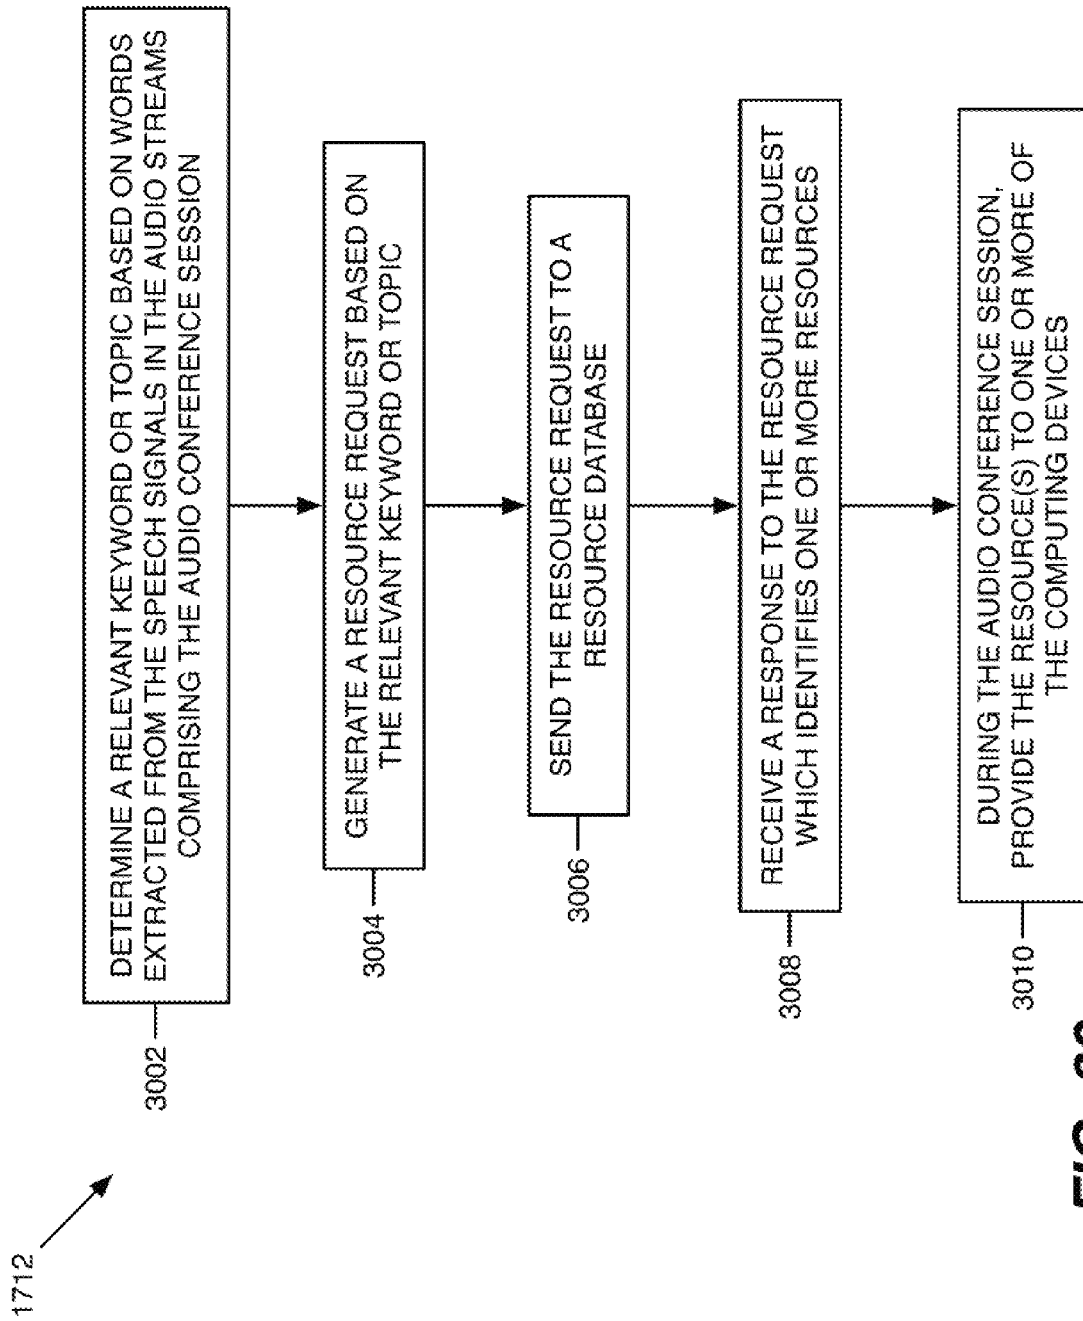 1712
3002
DETERMINE A RELEVANT KEYWORD OR TOPIC BASED ON WORDS
EXTRACTED FROM THE SPEECH SIGNALS IN THE AUDIO STREAMS
COMPRISING THE AUDIO CONFERENCE SESSION
3004
GENERATE A RESOURCE REQUEST BASED ON
THE RELEVANT KEYWORD OR TOPIC
3006
SEND THE RESOURCE REQUEST TO A
RESOURCE DATABASE
3008
RECEIVE A RESPONSE TO THE RESOURCE REQUEST
WHICH IDENTIFIES ONE OR MORE RESOURCES
3010
DURING THE AUDIO CONFERENCE SESSION,
PROVIDE THE RESOURCE(S) TO ONE OR MORE OF
THE COMPUTING DEVICES
FIG.